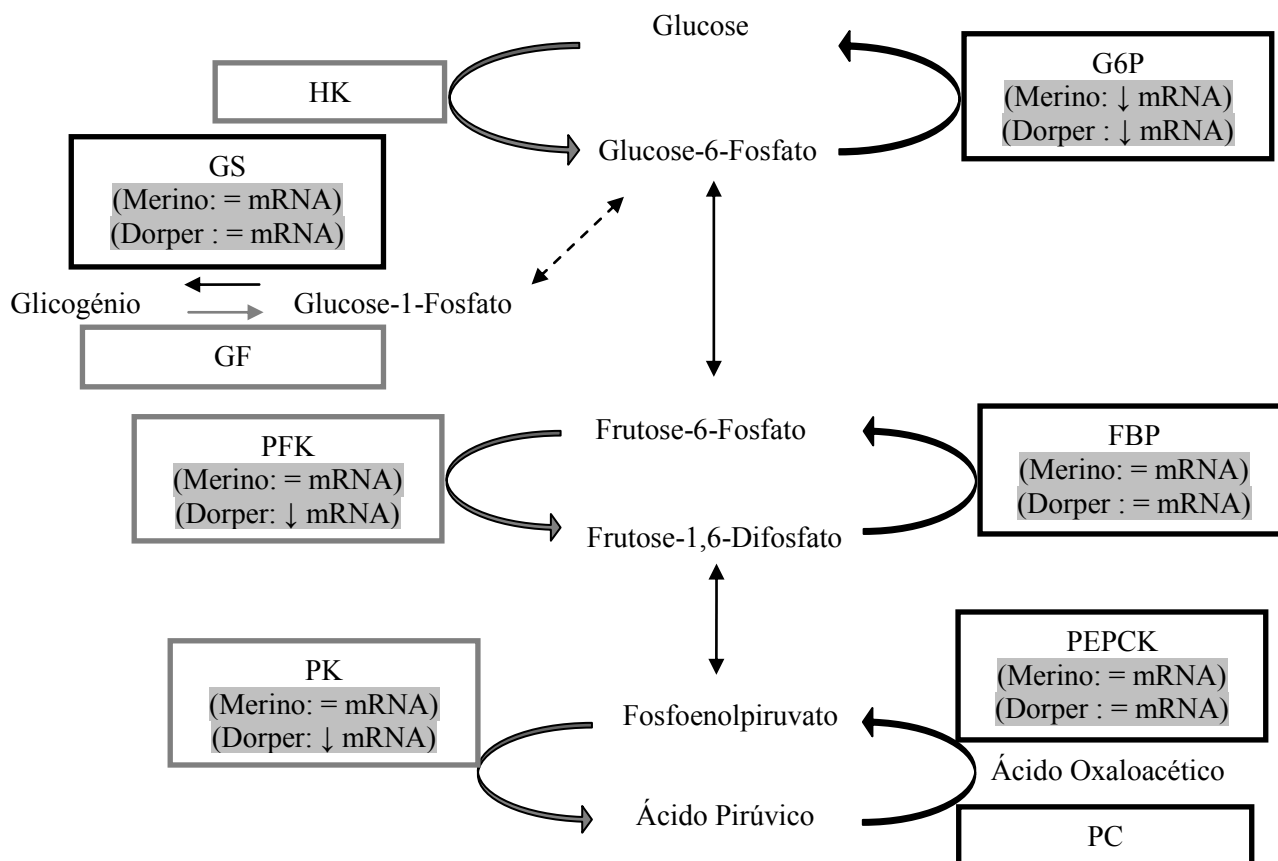 Glucose
HK
G6P
(Merino: ↓ mRNA)
(Dorper : ↓ mRNA)
Glucose-6-Fosfato
GS
(Merino: = mRNA)
(Dorper : = mRNA)
Glicogénio
Glucose-1-Fosfato
GF
PFK
(Merino: = mRNA)
(Dorper: ↓ mRNA)
Frutose-6-Fosfato
Frutose-1,6-Difosfato
FBP
(Merino: = mRNA)
(Dorper : = mRNA)
PK
(Merino: = mRNA)
(Dorper: ↓ mRNA)
Fosfoenolpiruvato
PEPCK
(Merino: = mRNA)
(Dorper : = mRNA)
Ácido Oxaloacético
Ácido Pirúvico
PC